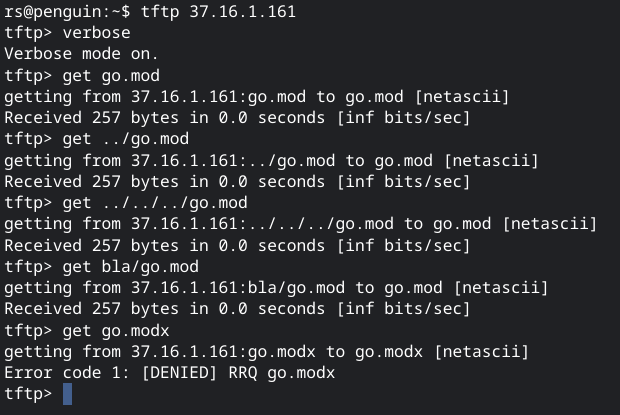 rs@penguin:~$ tftp 37.16.1.161
tftp> verbose
Verbose mode on.
tftp> get go.mod
getting from 37.16.1.161:go.mod to go.mod [netascii]
Received 257 bytes in 0.0 seconds [inf bits/sec]
tftp> get ../go.mod
getting from 37.16.1.161:../go.mod to go.mod [netascii]
Received 257 bytes in 0.0 seconds [inf bits/sec]
tftp> get ../../../go.mod
getting from 37.16.1.161:../../../go.mod to go.mod [netascii]
Received 257 bytes in 0.0 seconds [inf bits/sec]
tftp> get bla/go.mod
getting from 37.16.1.161:bla/go.mod to go.mod [netascii]
Received 257 bytes in 0.0 seconds [inf bits/sec]
tftp> get go.modx
getting from 37.16.1.161:go.modx to go.modx [netascii]
Error code 1: [DENIED] RRQ go.modx
tftp>